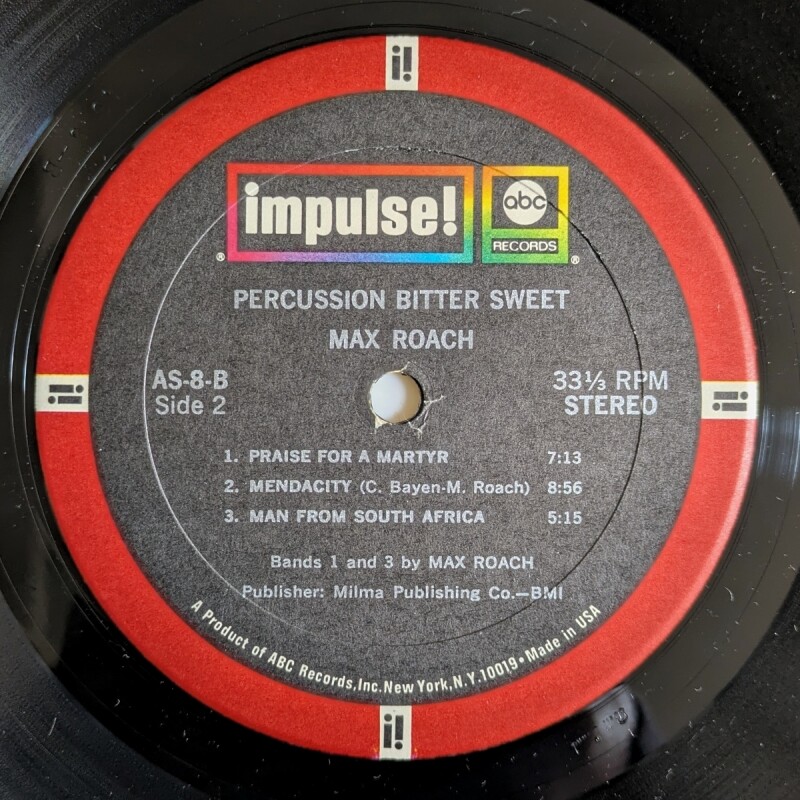 i!
impulse! abc
RECORDS
® ®
PERCUSSION BITTER SWEET
MAX ROACH
AS-8-B 33⅓ RPM
Side 2 STEREO
i! i!
1. PRAISE FOR A MARTYR 7:13
2. MENDACITY (C. Bayen-M. Roach) 8:56
3. MAN FROM SOUTH AFRICA 5:15
Bands 1 and 3 by MAX ROACH
Publisher: Milma Publishing Co.—BMI
A Product of ABC Records, Inc. New York, N.Y. 10019 • Made in USA
i!